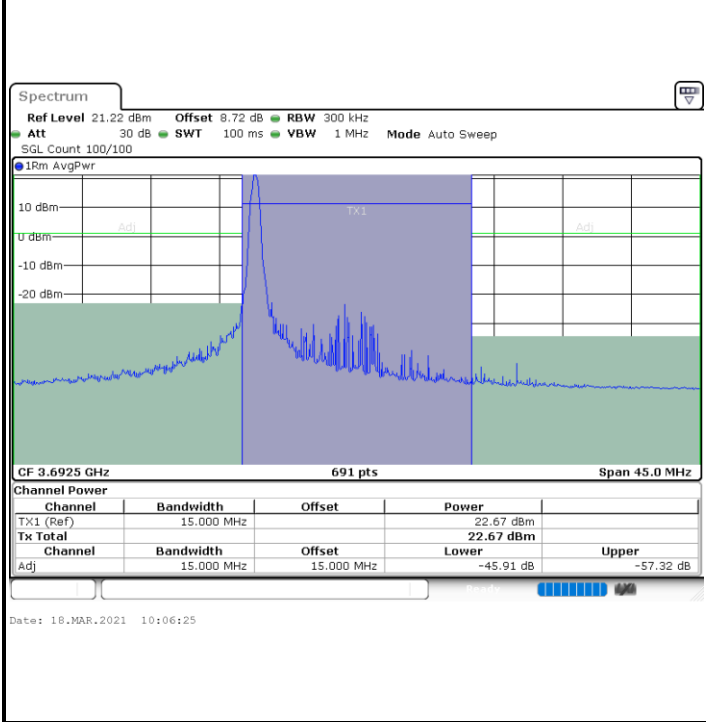 Spectrum
Ref Level 21.22 dBm Offset 8.72 dB RBW 300 kHz
Att 30 dB SWT 100 ms VBW 1 MHz Mode Auto Sweep
SGL Count 100/100
1Rm AvgPwr
10 dBm
TX1
Adj
Adj
0 dBm
-10 dBm
-20 dBm
CF 3.6925 GHz 691 pts Span 45.0 MHz
Channel Power
Channel Bandwidth Offset Power
TX1 (Ref) 15.000 MHz 22.67 dBm
Tx Total 22.67 dBm
Channel Bandwidth Offset Lower Upper
Adj 15.000 MHz 15.000 MHz -45.91 dB -57.32 dB
Ready
Date: 18.MAR.2021 10:06:25